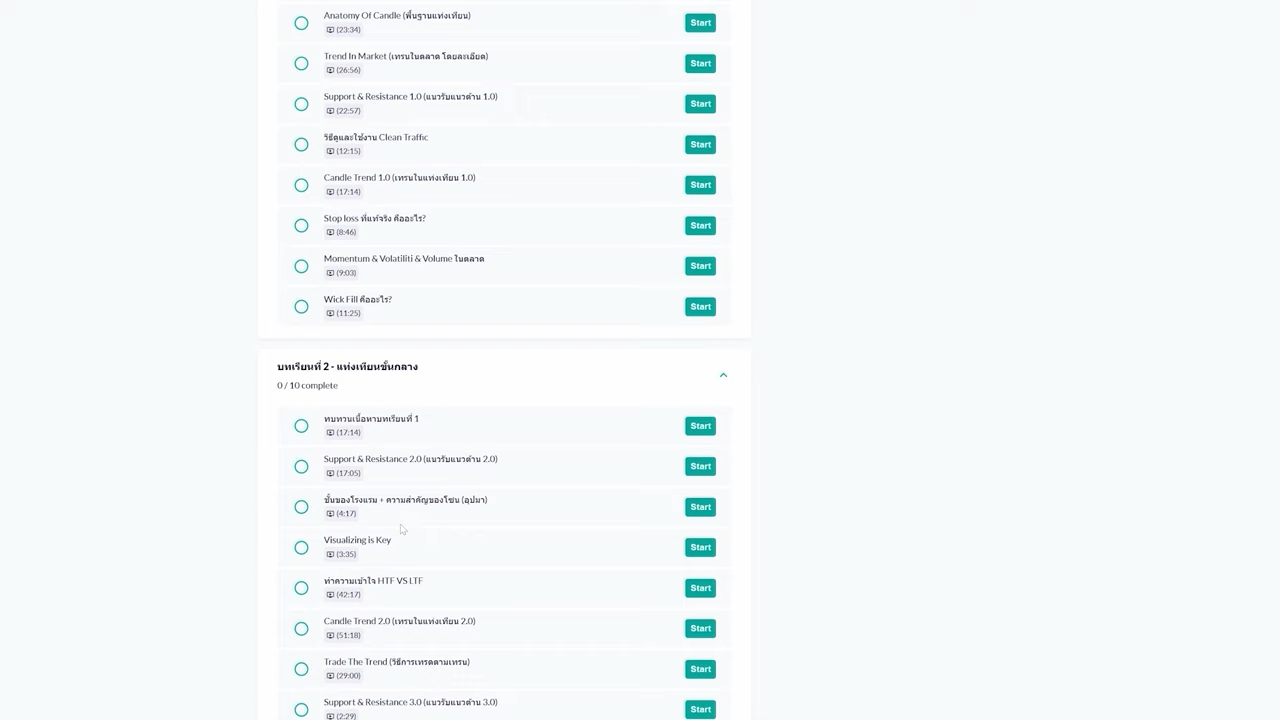 Anatomy Of Candle (พื้นฐานแท่งเทียน)
(23:34)
Start
Trend In Market (เทรนในตลาด โดยละเอียด)
(26:56)
Start
Support & Resistance 1.0 (แนวรับแนวต้าน 1.0)
(22:57)
Start
วิธีดูและใช้งาน Clean Traffic
(12:15)
Start
Candle Trend 1.0 (เทรนในแท่งเทียน 1.0)
(17:14)
Start
Stop loss ที่แท้จริง คืออะไร?
(8:46)
Start
Momentum & Volatiliti & Volume ในตลาด
(9:03)
Start
Wick Fill คืออะไร?
(11:25)
Start
บทเรียนที่ 2 - แท่งเทียนขั้นกลาง
0 / 10 complete
ทบทวนเนื้อหาบทเรียนที่ 1
(17:14)
Start
Support & Resistance 2.0 (แนวรับแนวต้าน 2.0)
(17:05)
Start
ชั้นของโรงแรม + ความสำคัญของโซน (อุปมา)
(4:17)
Start
Visualizing is Key
(3:35)
Start
ทำความเข้าใจ HTF VS LTF
(42:17)
Start
Candle Trend 2.0 (เทรนในแท่งเทียน 2.0)
(51:18)
Start
Trade The Trend (วิธีการเทรดตามเทรน)
(29:00)
Start
Support & Resistance 3.0 (แนวรับแนวต้าน 3.0)
(2:29)
Start